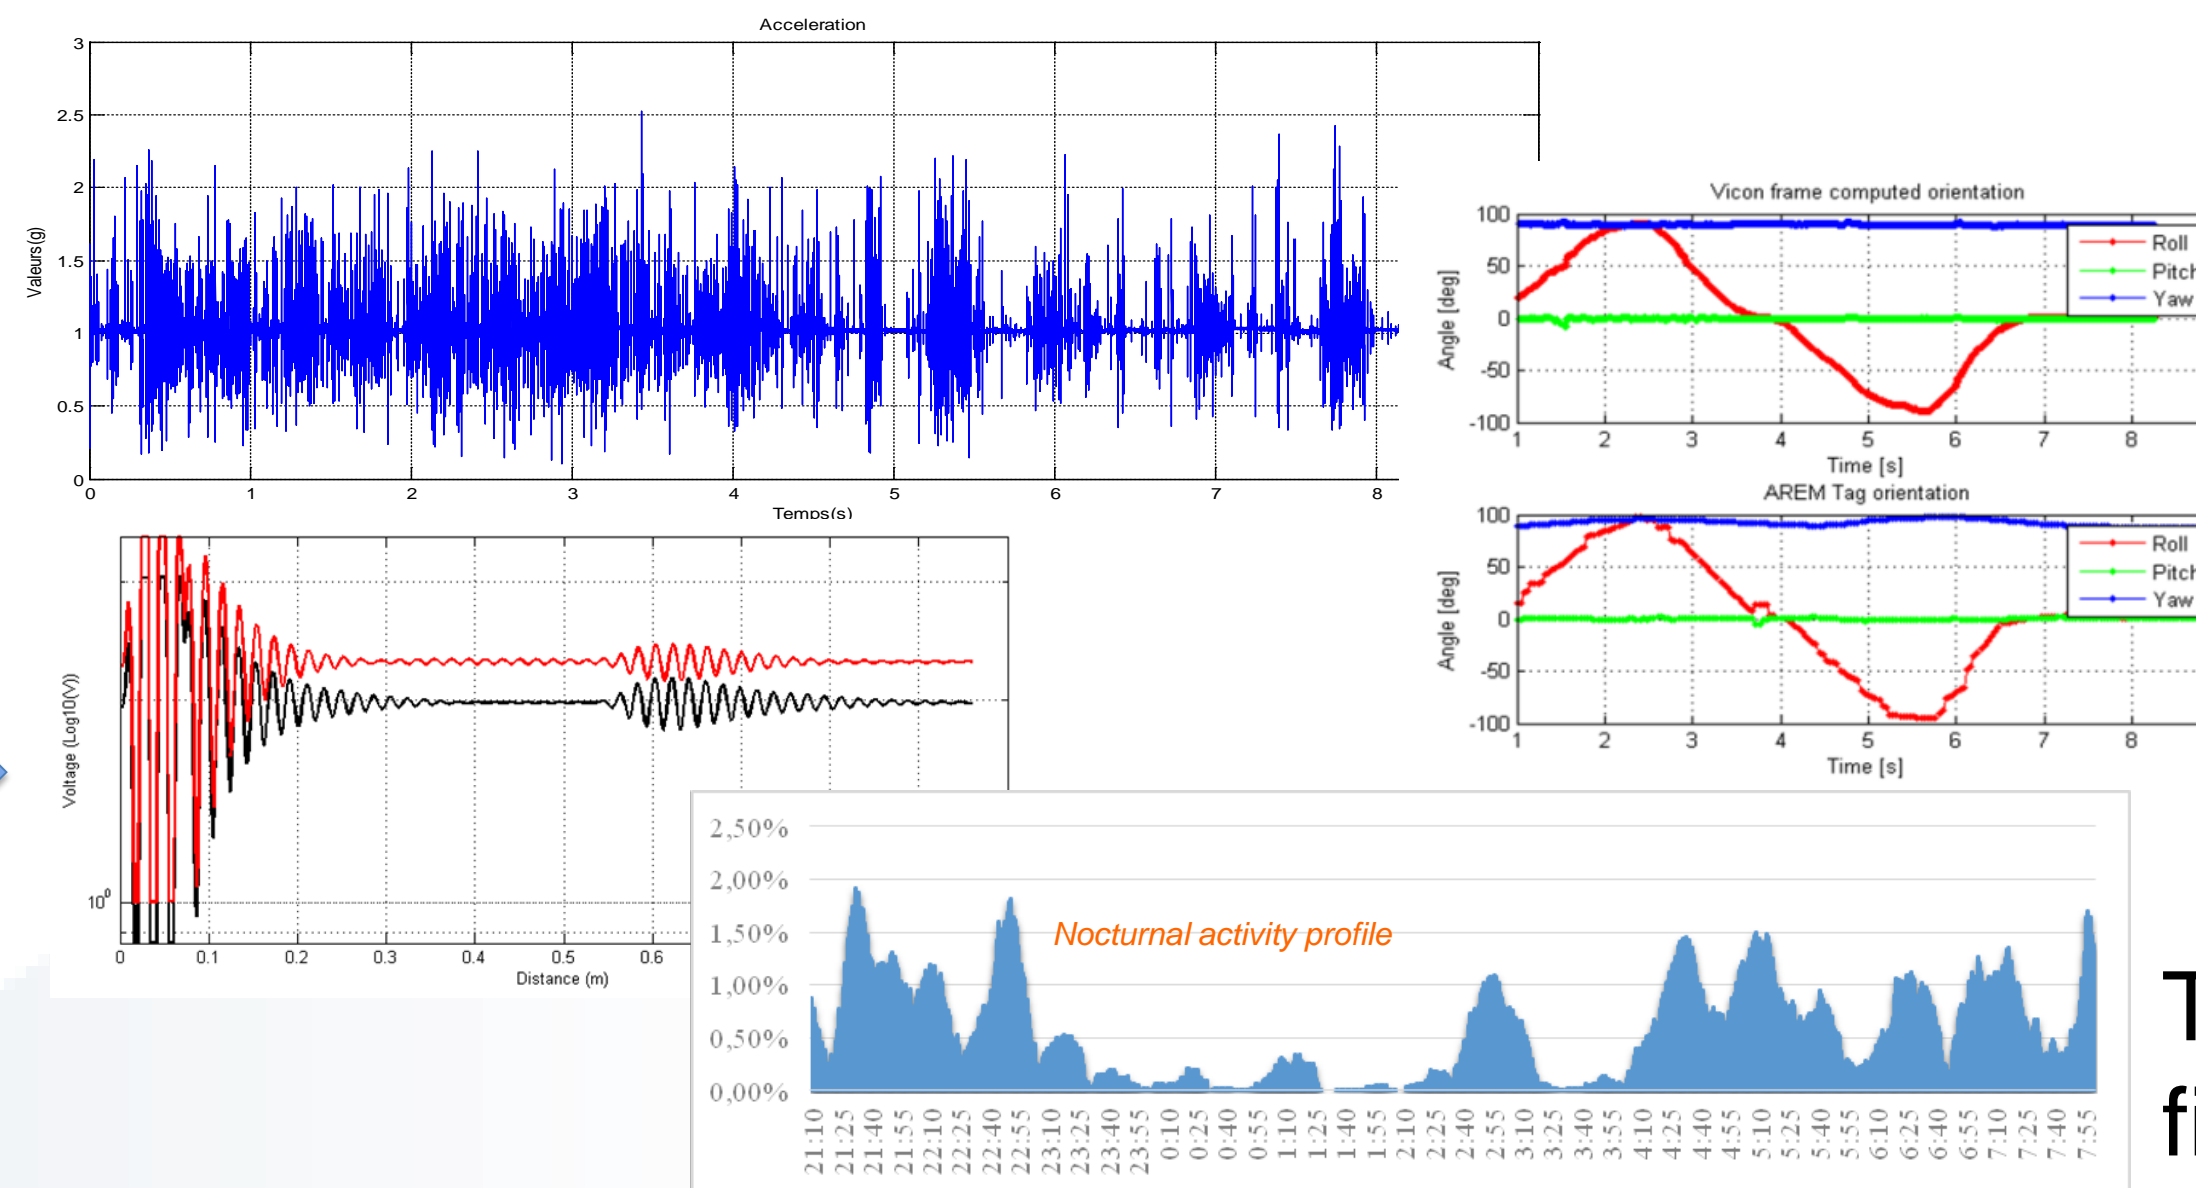 Acceleration
3
2.5
2
1.5
1
0.5
0
Valeurs(g)
0 1 2 3 4 5 6 7 8
Temps(s)
Vicon frame computed orientation
100
50
0
-50
-100
Angle [deg]
Roll
Pitch
Yaw
1 2 3 4 5 6 7 8
Time [s]
AREM Tag orientation
100
50
0
-50
-100
Angle [deg]
Roll
Pitch
Yaw
1 2 3 4 5 6 7 8
Time [s]
Voltage (Log10(V))
10⁰
0 0.1 0.2 0.3 0.4 0.5 0.6
Distance (m)
2,50%
2,00%
1,50%
1,00%
0,50%
0,00%
Nocturnal activity profile
21:10 21:25 21:40 21:55 22:10 22:25 22:40 22:55 23:10 23:25 23:40 23:55 0:10 0:25 0:40 0:55 1:10 1:25 1:40 1:55 2:10 2:25 2:40 2:55 3:10 3:25 3:40 3:55 4:10 4:25 4:40 4:55 5:10 5:25 5:40 5:55 6:10 6:25 6:40 6:55 7:10 7:25 7:40 7:55
T
fi